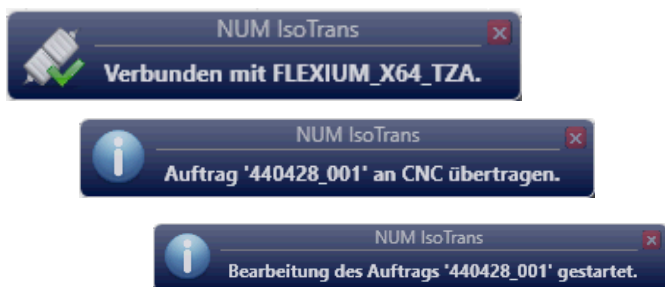 NUM IsoTrans
Verbunden mit FLEXIUM_X64_TZA.
NUM IsoTrans
Auftrag '440428_001' an CNC übertragen.
NUM IsoTrans
Bearbeitung des Auftrags '440428_001' gestartet.